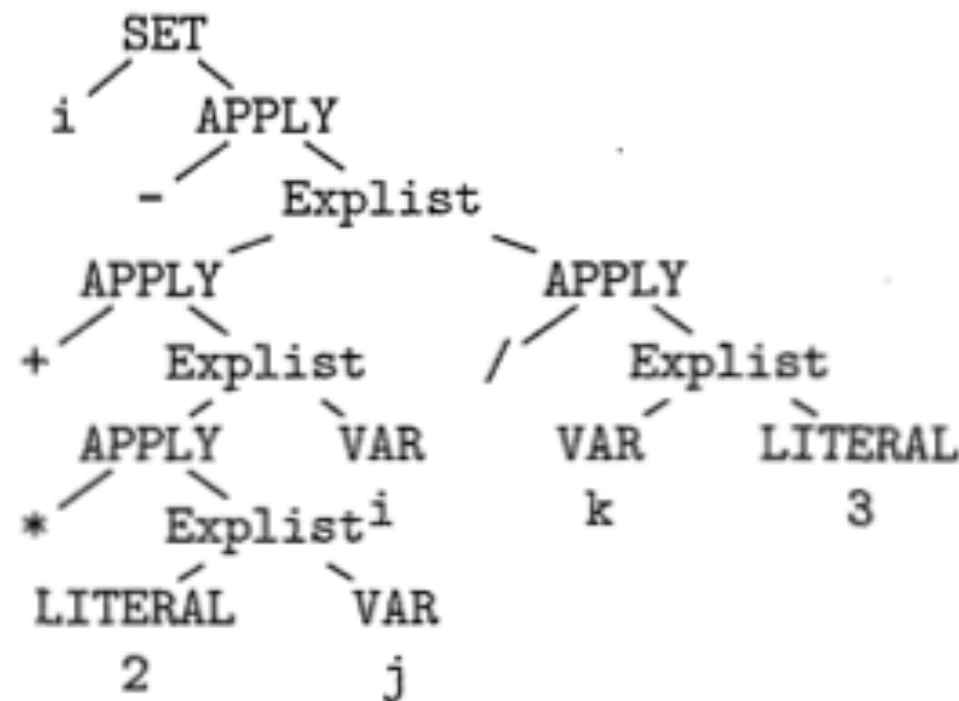 SET
i APPLY
- Explist
APPLY APPLY
+ Explist / Explist
APPLY VAR VAR LITERAL
* Explist i k 3
LITERAL VAR
2 j